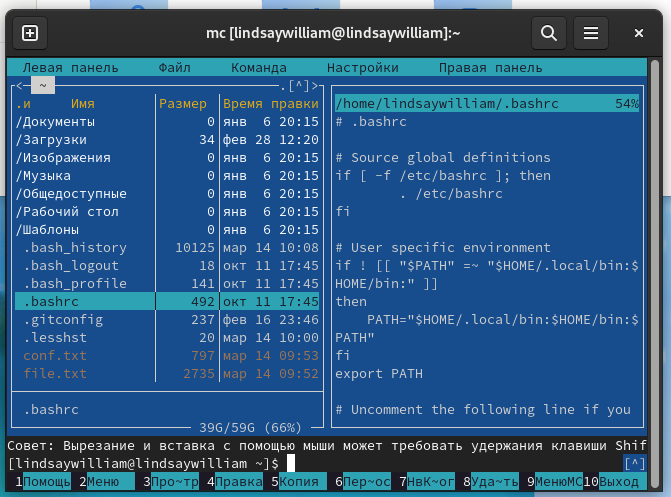 mc [lindsaywilliam@lindsaywilliam]:~
Левая панель Файл Команда Настройки Правая панель
<— ~ .[^]>
.и Имя Размер Время правки
/Документы 0 янв 6 20:15
/Загрузки 34 фев 28 12:20
/Изображения 0 янв 6 20:15
/Музыка 0 янв 6 20:15
/Общедоступные 0 янв 6 20:15
/Рабочий стол 0 янв 6 20:15
/Шаблоны 0 янв 6 20:15
.bash_history 10125 мар 14 10:08
.bash_logout 18 окт 11 17:45
.bash_profile 141 окт 11 17:45
.bashrc 492 окт 11 17:45
.gitconfig 237 фев 16 23:46
.lesshst 20 мар 14 10:00
conf.txt 797 мар 14 09:53
file.txt 2735 мар 14 09:52
.bashrc
39G/59G (66%)
/home/lindsaywilliam/.bashrc 54%
# .bashrc
# Source global definitions
if [ -f /etc/bashrc ]; then
. /etc/bashrc
fi
# User specific environment
if ! [[ "$PATH" =~ "$HOME/.local/bin:$
HOME/bin:" ]]
then
PATH="$HOME/.local/bin:$HOME/bin:$
PATH"
fi
export PATH
# Uncomment the following line if you
Совет: Вырезание и вставка с помощью мыши может требовать удержания клавиши Shif
[lindsaywilliam@lindsaywilliam ~]$ [^]
1Помощь 2Меню 3Про~тр 4Правка 5Копия 6Пер~ос 7НвК~ог 8Уда~ть 9МенюMC 10Выход